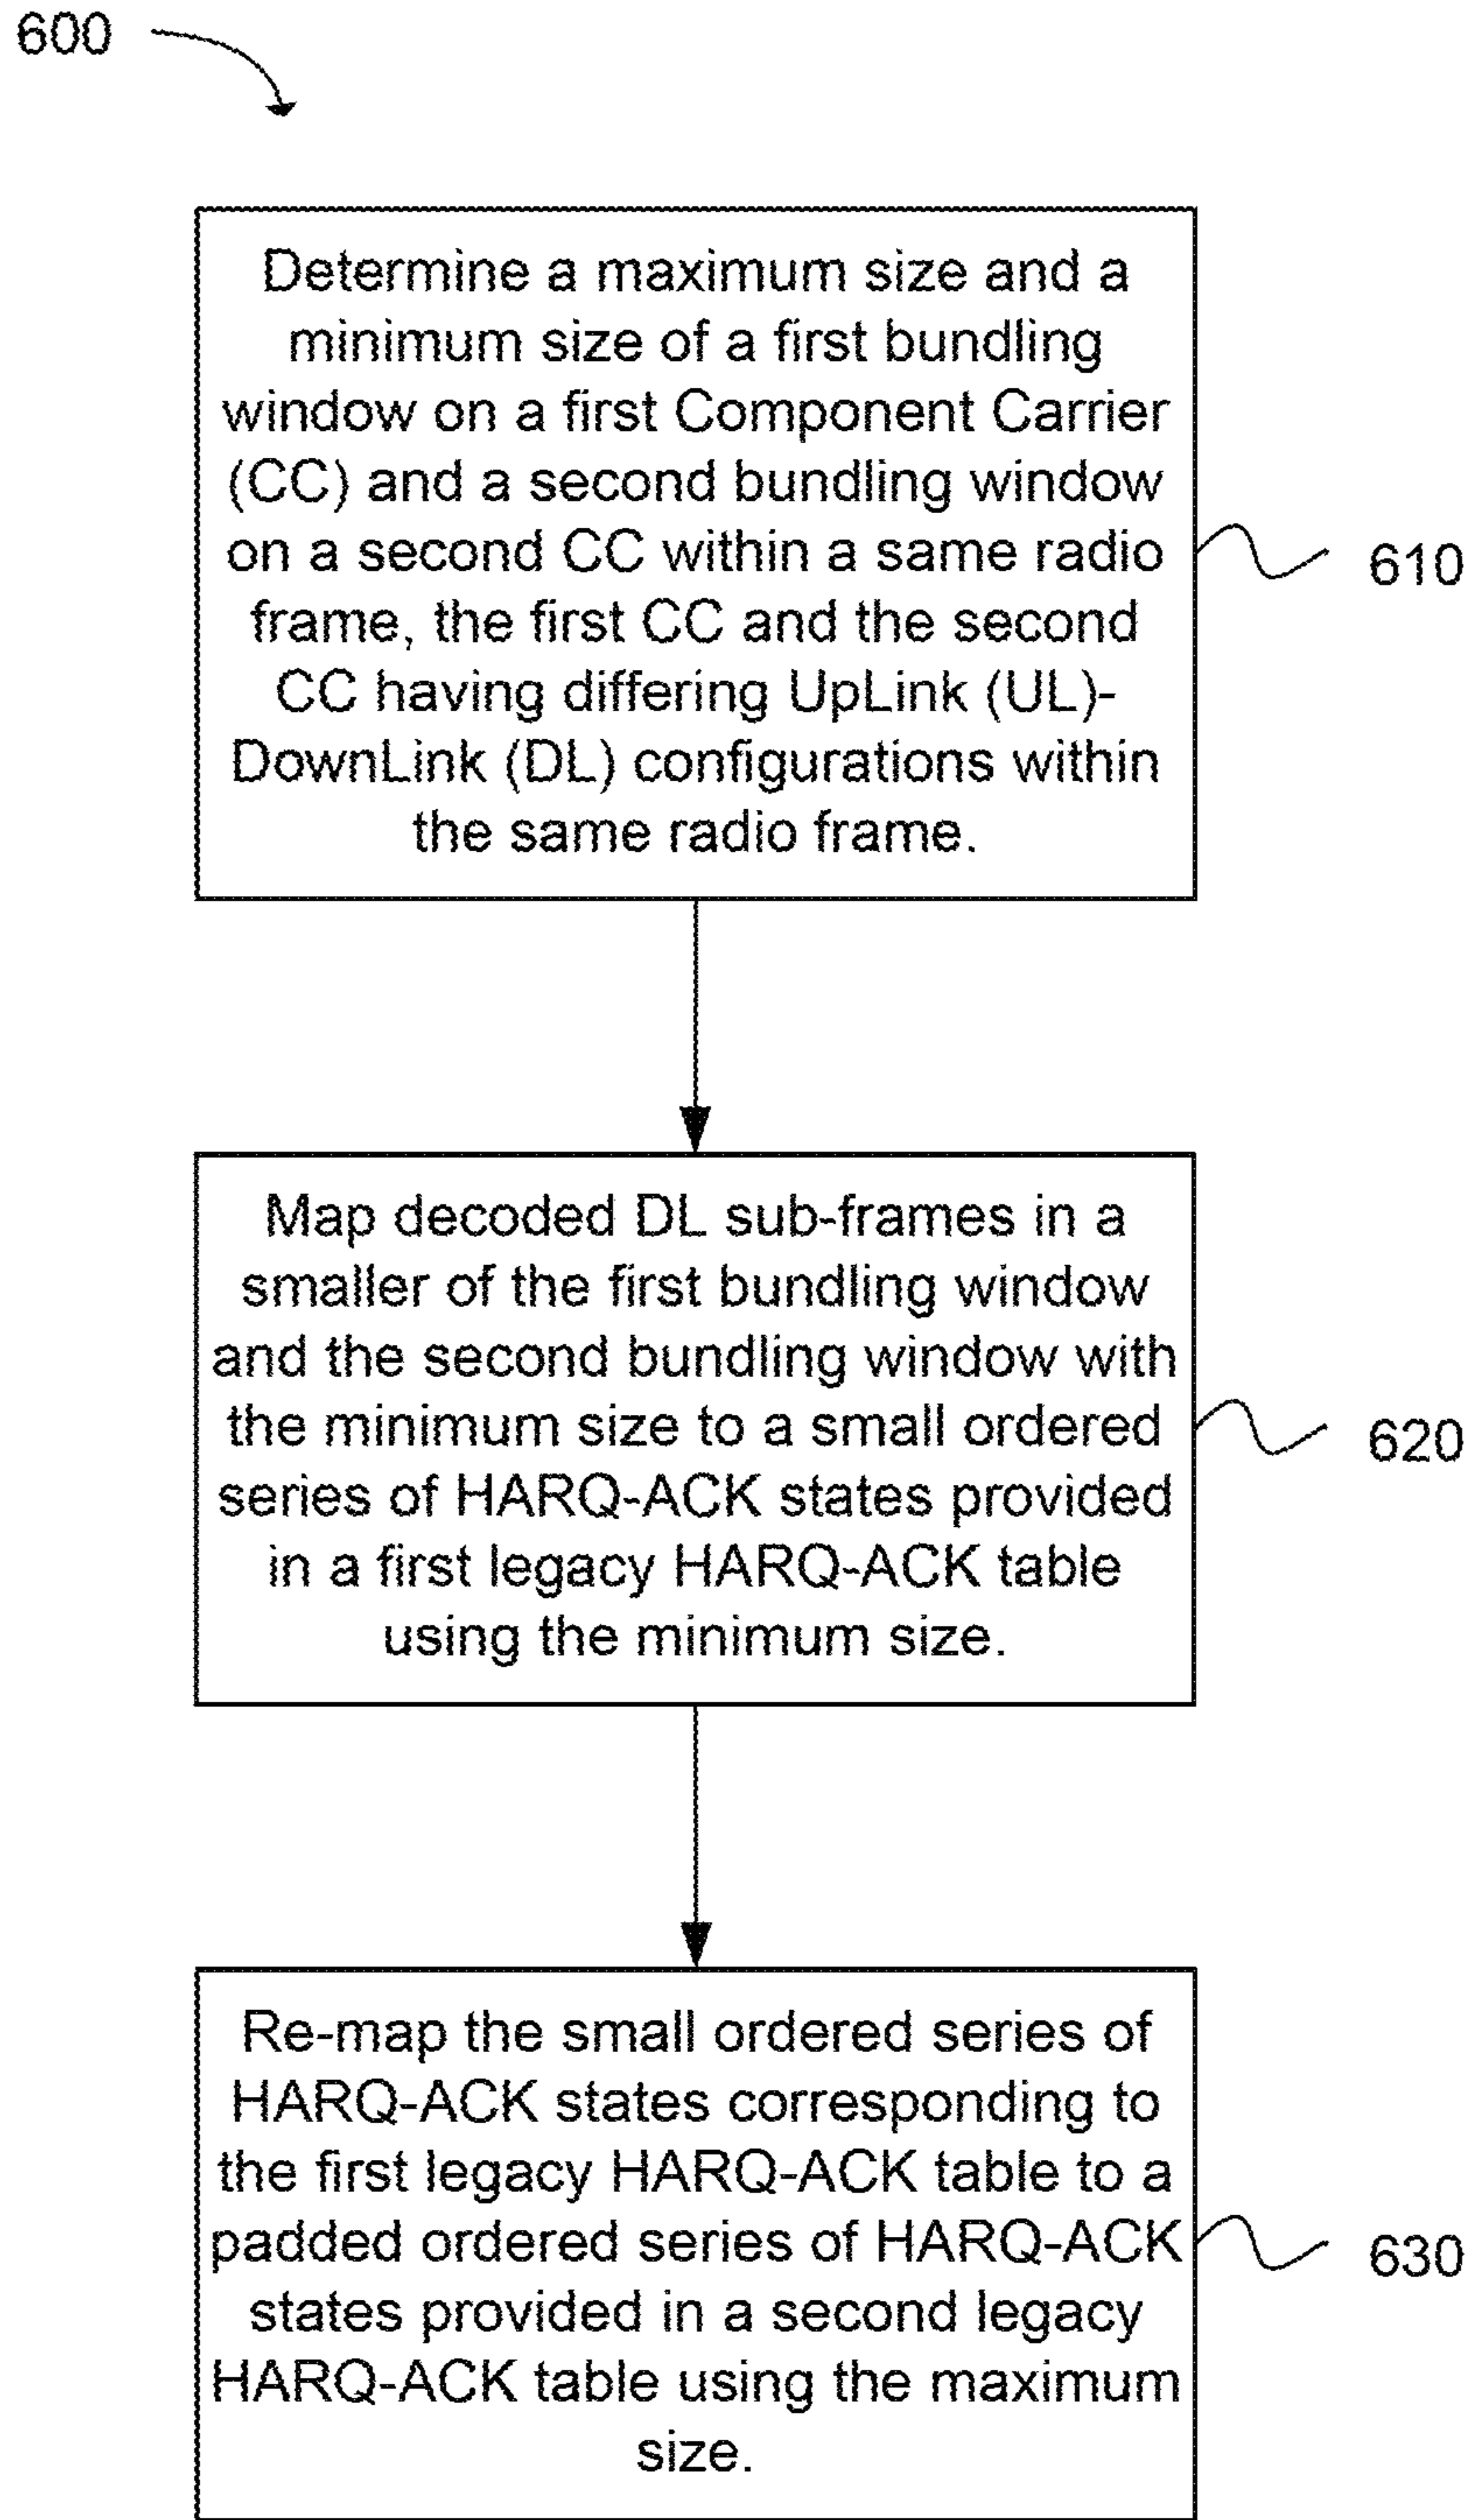 600
Determine a maximum size and a
minimum size of a first bundling
window on a first Component Carrier
(CC) and a second bundling window
on a second CC within a same radio
frame, the first CC and the second
CC having differing UpLink (UL)-
DownLink (DL) configurations within
the same radio frame.
610
Map decoded DL sub-frames in a
smaller of the first bundling window
and the second bundling window with
the minimum size to a small ordered
series of HARQ-ACK states provided
in a first legacy HARQ-ACK table
using the minimum size.
620
Re-map the small ordered series of
HARQ-ACK states corresponding to
the first legacy HARQ-ACK table to a
padded ordered series of HARQ-ACK
states provided in a second legacy
HARQ-ACK table using the maximum
size.
630